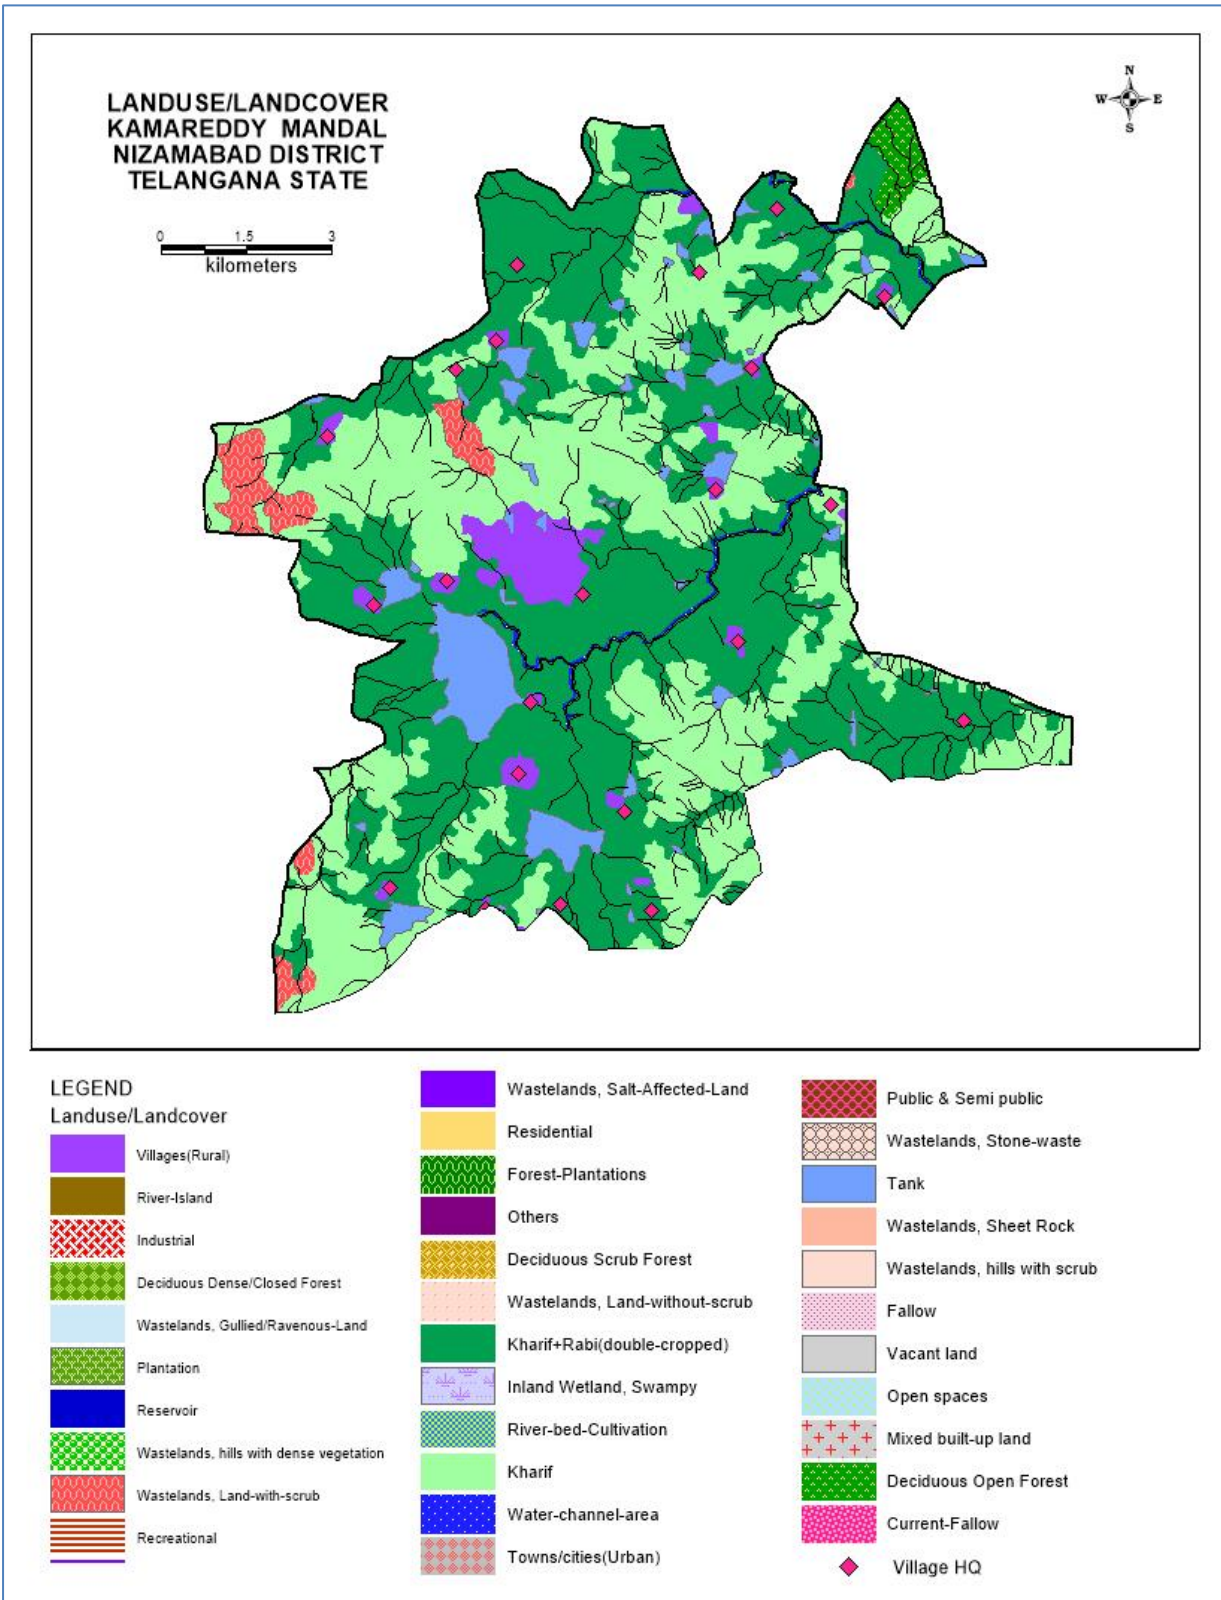 LANDUSE/LANDCOVER
KAMAREDDY MANDAL
NIZAMABAD DISTRICT
TELANGANA STATE
0 1.5 3
kilometers
N
W E
S
LEGEND
Landuse/Landcover
Villages(Rural)
River-Island
Industrial
Deciduous Dense/Closed Forest
Wastelands, Gullied/Ravenous-Land
Plantation
Reservoir
Wastelands, hills with dense vegetation
Wastelands, Land-with-scrub
Recreational
Wastelands, Salt-Affected-Land
Residential
Forest-Plantations
Others
Deciduous Scrub Forest
Wastelands, Land-without-scrub
Kharif+Rabi(double-cropped)
Inland Wetland, Swampy
River-bed-Cultivation
Kharif
Water-channel-area
Towns/cities(Urban)
Public & Semi public
Wastelands, Stone-waste
Tank
Wastelands, Sheet Rock
Wastelands, hills with scrub
Fallow
Vacant land
Open spaces
Mixed built-up land
Deciduous Open Forest
Current-Fallow
Village HQ